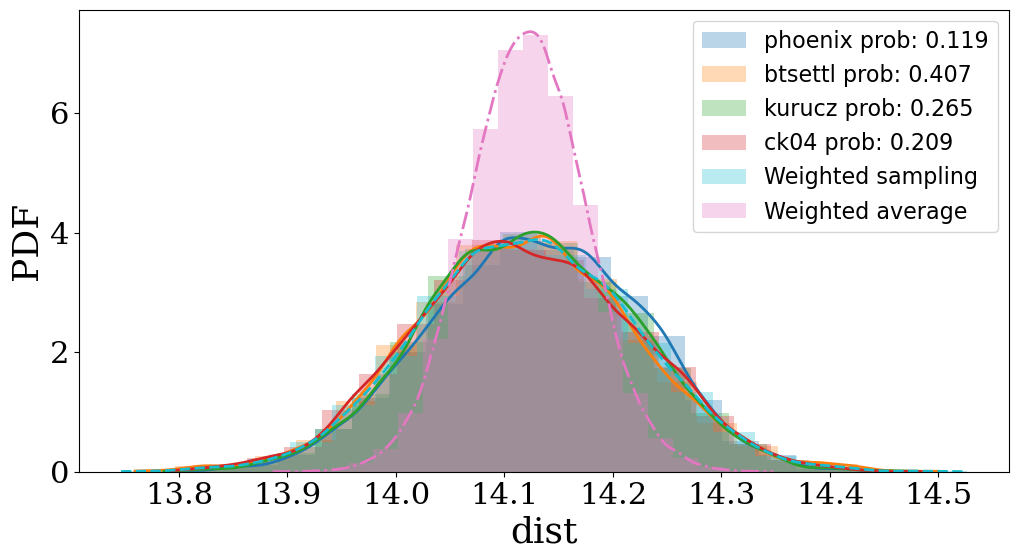 phoenix prob: 0.119
btsettl prob: 0.407
kurucz prob: 0.265
ck04 prob: 0.209
Weighted sampling
Weighted average
PDF
6
4
2
0
13.8 13.9 14.0 14.1 14.2 14.3 14.4 14.5
dist